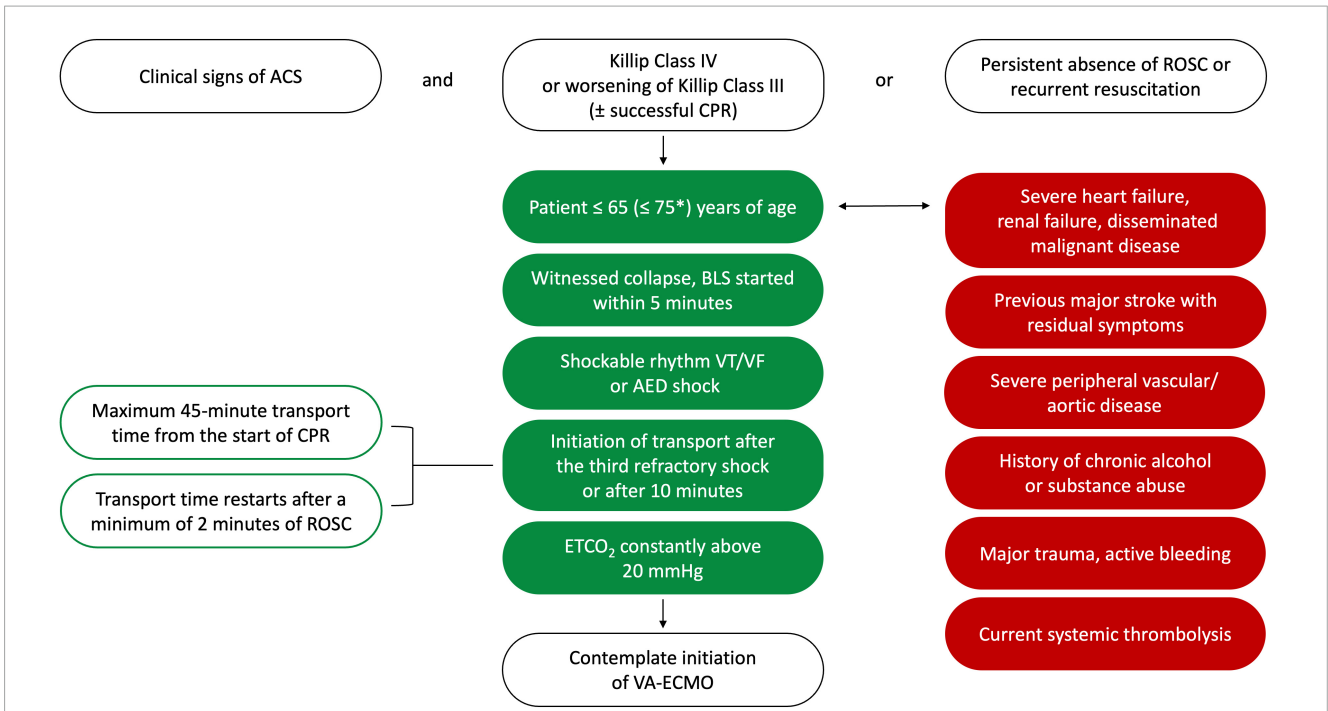 Clinical signs of ACS
and
Killip Class IV
or worsening of Killip Class III
(± successful CPR)
or
Persistent absence of ROSC or
recurrent resuscitation
Patient ≤ 65 (≤ 75*) years of age
Witnessed collapse, BLS started
within 5 minutes
Shockable rhythm VT/VF
or AED shock
Initiation of transport after
the third refractory shock
or after 10 minutes
Maximum 45-minute transport
time from the start of CPR
Transport time restarts after a
minimum of 2 minutes of ROSC
ETCO₂ constantly above
20 mmHg
Contemplate initiation
of VA-ECMO
Severe heart failure,
renal failure, disseminated
malignant disease
Previous major stroke with
residual symptoms
Severe peripheral vascular/
aortic disease
History of chronic alcohol
or substance abuse
Major trauma, active bleeding
Current systemic thrombolysis